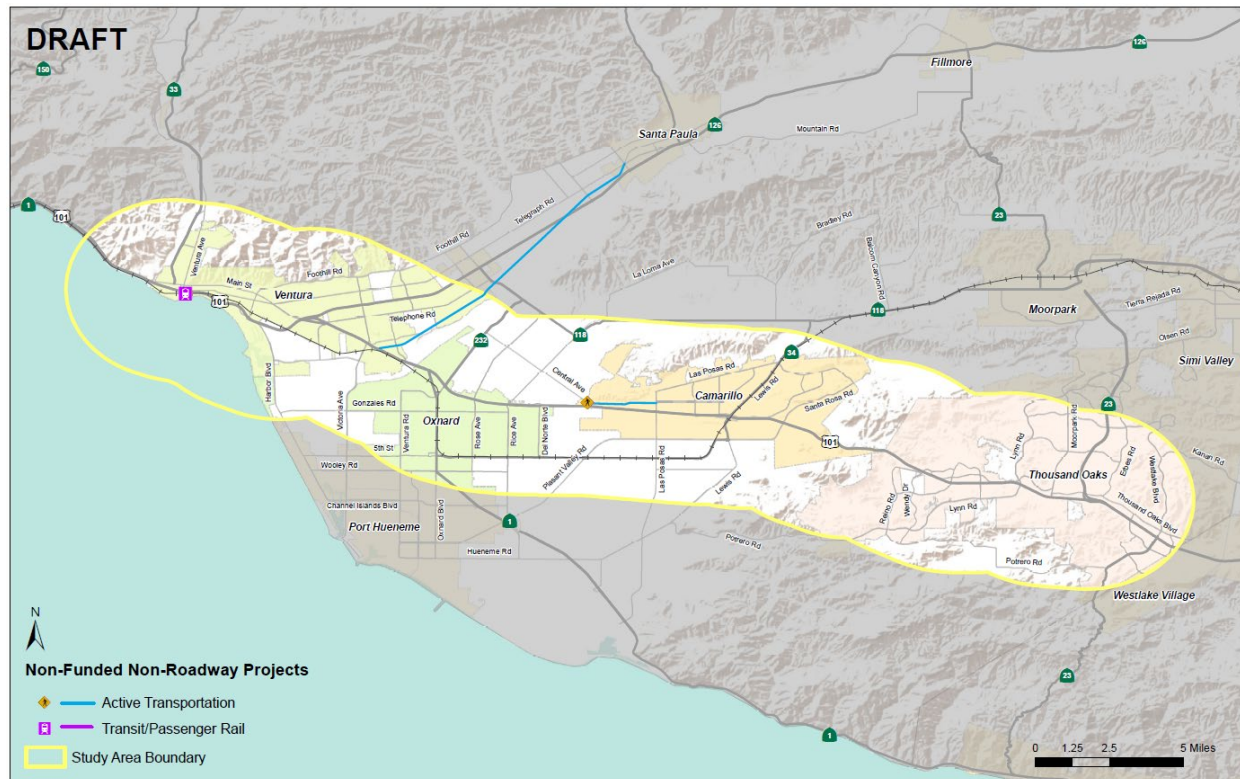 DRAFT
150
33
126
Fillmore
126
Santa Paula
Mountain Rd
Telegraph Rd
1
101
23
Bradley Rd
Balcom Canyon Rd
Foothill Rd
Ventura Ave
La Loma Ave
Foothill Rd
Main St
Ventura
101
Tierra Rejada Rd
Moorpark
118
Telephone Rd
118
Olsen Rd
232
34
Simi Valley
Central Ave
Las Posas Rd
Harbor Blvd
Lewis Rd
Camarillo
Santa Rosa Rd
Victoria Ave
Gonzales Rd
Ventura Rd
Oxnard
Rose Ave
Rice Ave
Del Norte Blvd
23
Moorpark Rd
101
Lynn Rd
Erbes Rd
Westlake Blvd
Kanan Rd
5th St
Wooley Rd
Pleasant Valley Rd
Las Posas Rd
Lewis Rd
Thousand Oaks
Reino Rd
Wendy Dr
Lynn Rd
Thousand Oaks Blvd
Channel Islands Blvd
Oxnard Blvd
Port Hueneme
1
Hueneme Rd
Potrero Rd
Potrero Rd
Westlake Village
N
23
Non-Funded Non-Roadway Projects
Active Transportation
Transit/Passenger Rail
Study Area Boundary
1
0 1.25 2.5 5 Miles